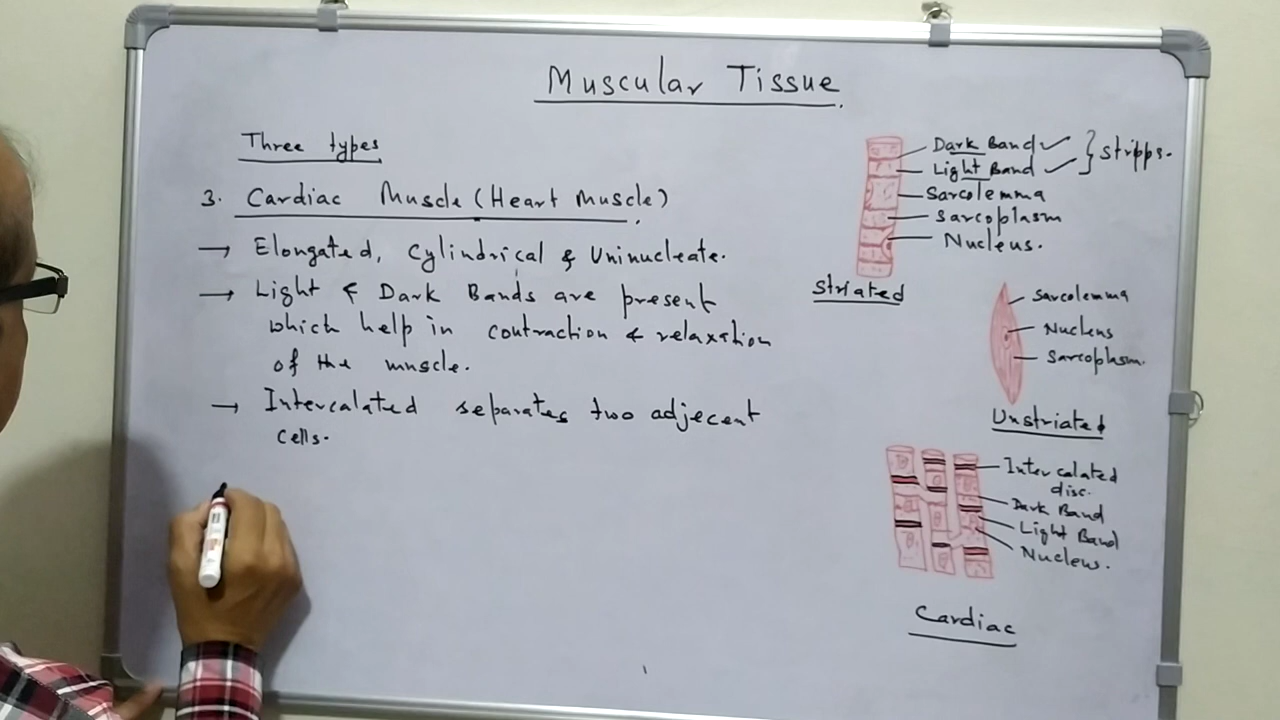 Muscular Tissue
Three types
3. Cardiac Muscle (Heart Muscle)
→ Elongated, Cylindrical & Uninucleate.
→ Light & Dark Bands are present
which help in contraction & relaxation
of the muscle.
→ Intercalated separates two adjecent
cells.
Dark Band ✓
Light Band ✓
} Stripps.
Sarcolemma
Sarcoplasm
Nucleus.
Striated
Sarcolemma
Nucleus
Sarcoplasm.
Unstriated
Intercalated
disc.
Dark Band
Light Band
Nucleus.
Cardiac